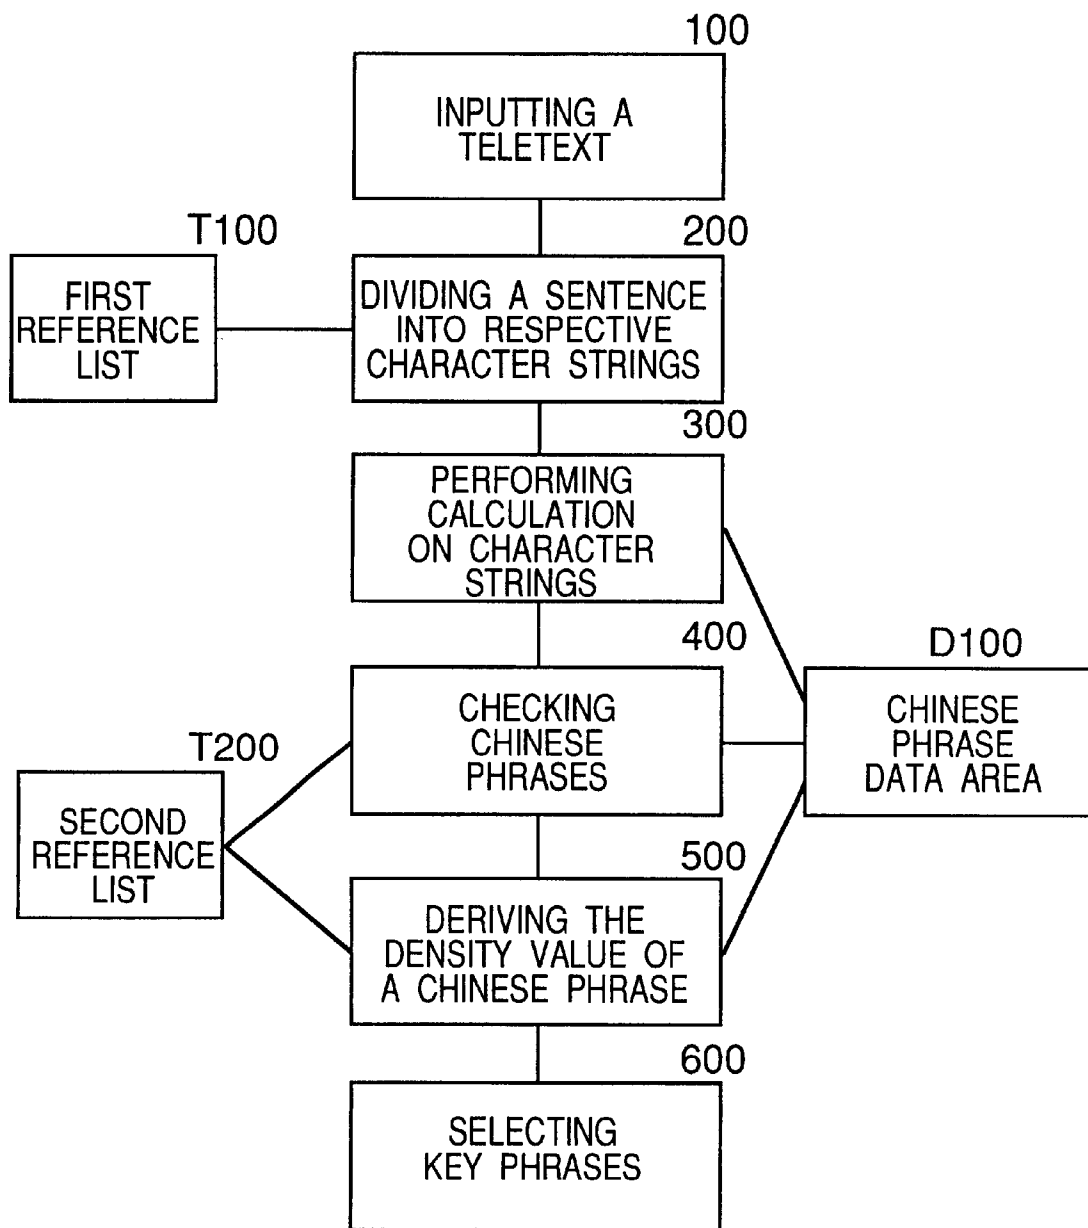 100
INPUTTING A
TELETEXT
T100
200
FIRST
REFERENCE
LIST
DIVIDING A SENTENCE
INTO RESPECTIVE
CHARACTER STRINGS
300
PERFORMING
CALCULATION
ON CHARACTER
STRINGS
400
D100
CHECKING
CHINESE
PHRASES
CHINESE
PHRASE
DATA AREA
T200
SECOND
REFERENCE
LIST
500
DERIVING THE
DENSITY VALUE OF
A CHINESE PHRASE
600
SELECTING
KEY PHRASES